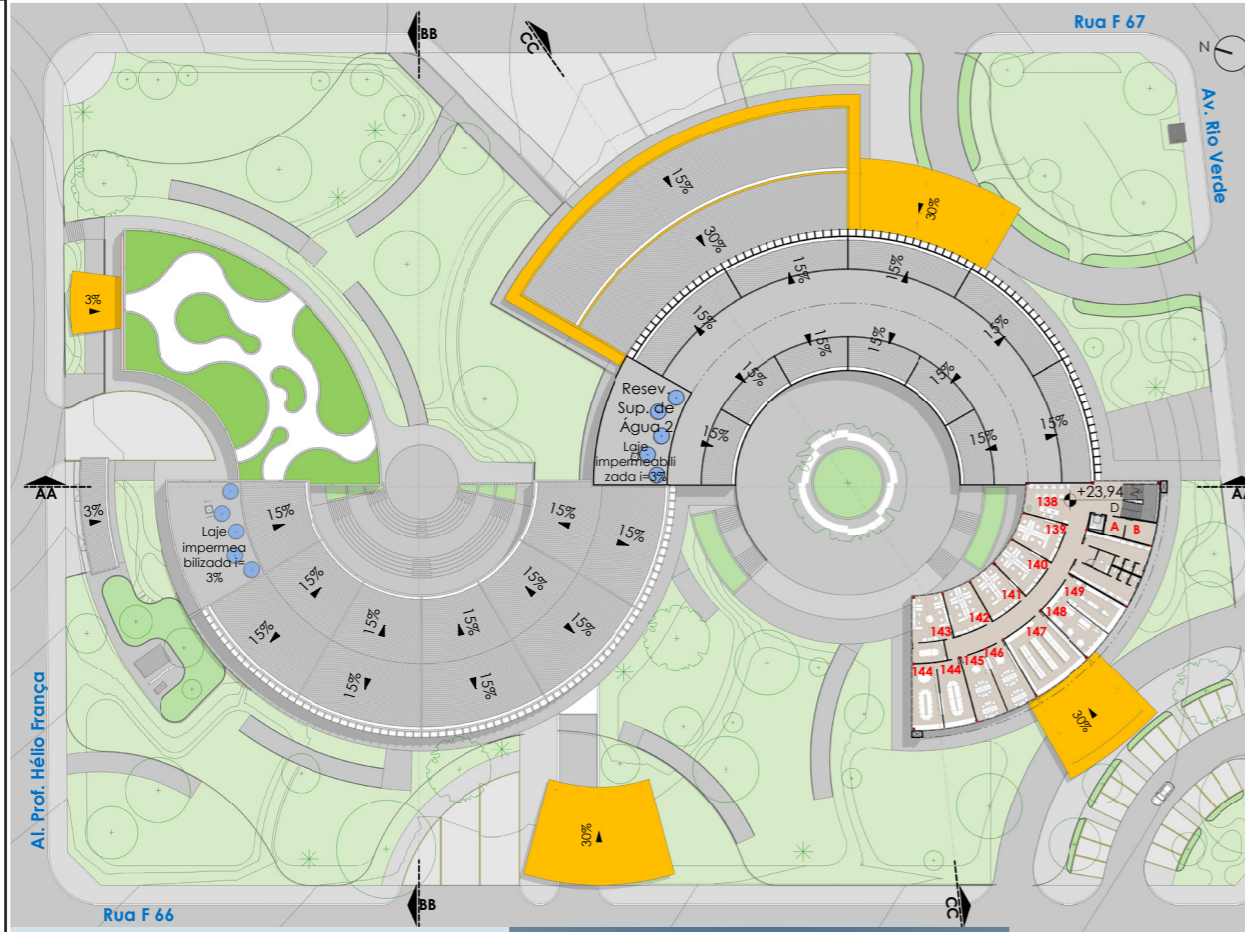 Rua F 67
BB
CC
N
Av. Rio Verde
15%
30%
30%
15%
15%
15%
15%
15%
15%
15%
15%
3%
Resev.
Sup. de
Água 2
Laje
impermeabili
zada i=3%
15%
15%
15%
15%
AA
AA
+23,94
D
138
A
B
139
140
141
142
143
144
144
145
146
147
148
149
3%
Laje
impermea
bilizada i=
3%
15%
15%
15%
15%
15%
15%
15%
15%
15%
15%
30%
30%
Al. Prof. Hélio França
Rua F 66
BB
CC